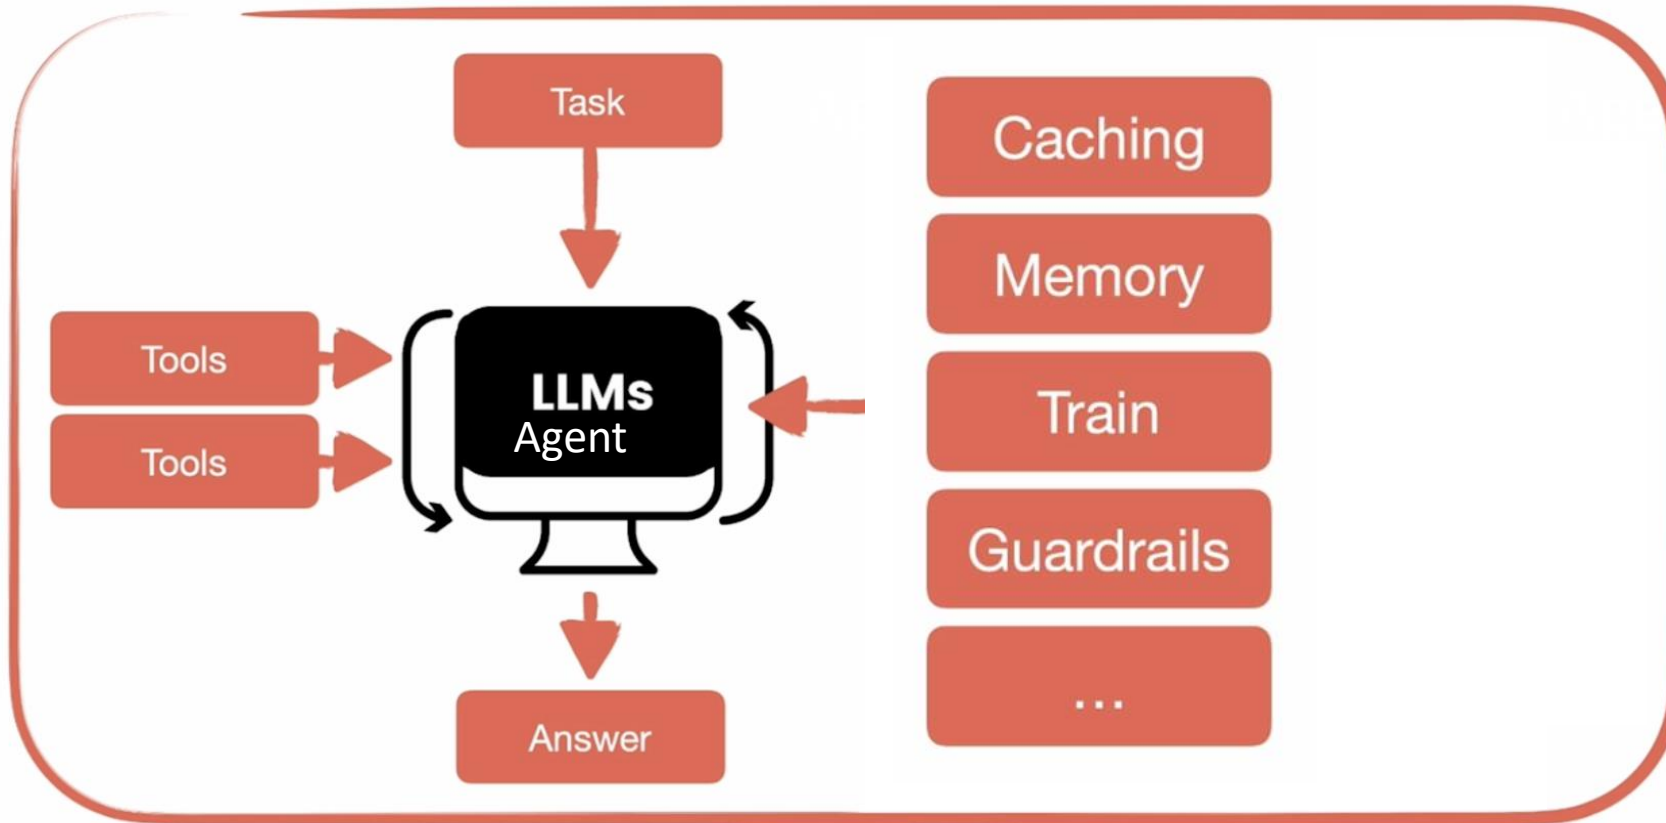 Task
Tools
Tools
LLMs
Agent
Answer
Caching
Memory
Train
Guardrails
...